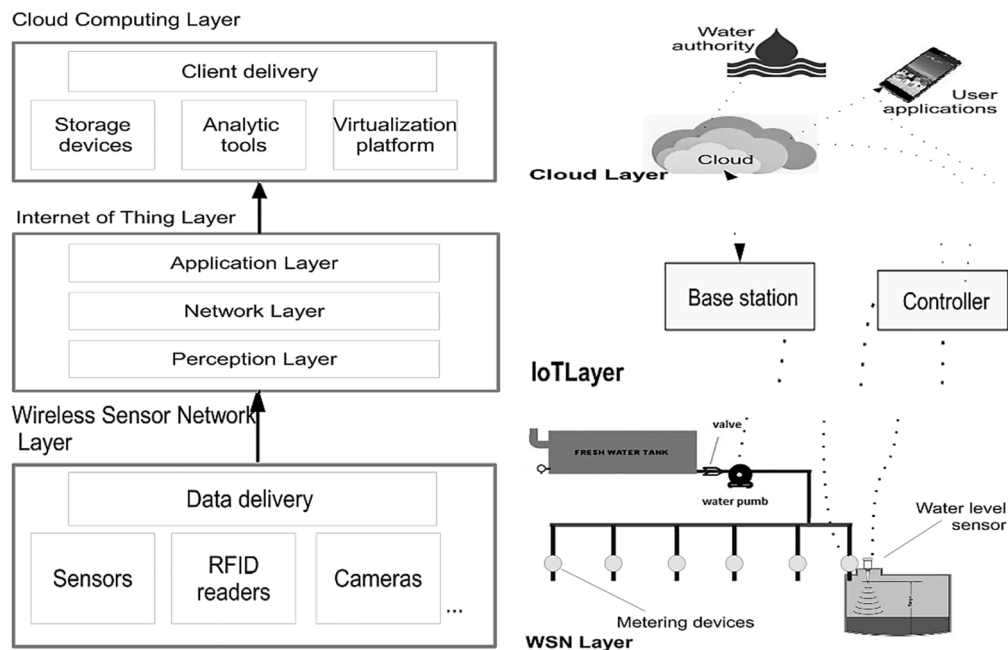 Cloud Computing Layer
Client delivery
Storage
devices
Analytic
tools
Virtualization
platform
Internet of Thing Layer
Application Layer
Network Layer
Perception Layer
Wireless Sensor Network
Layer
Data delivery
Sensors
RFID
readers
Cameras
...
Water
authority
User
applications
Cloud
Cloud Layer
Base station
Controller
IoTLayer
valve
FRESH WATER TANK
water pumb
Water level
sensor
Metering devices
WSN Layer